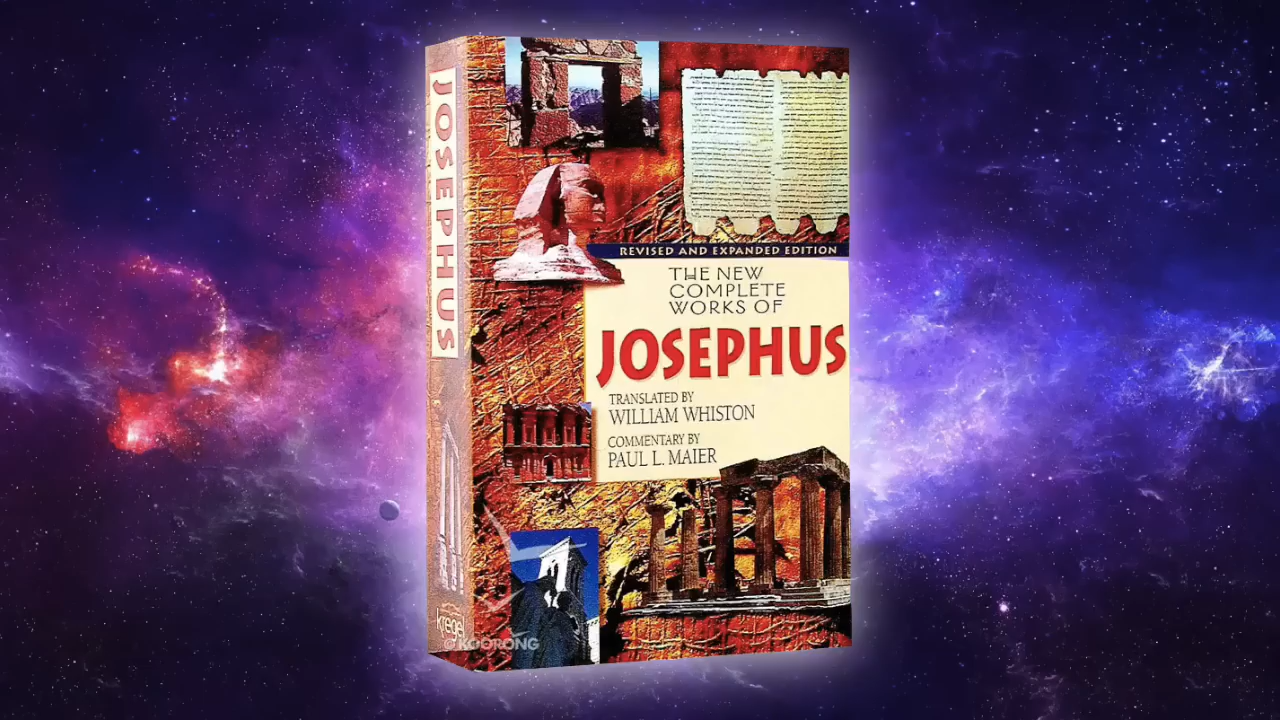 JOSEPHUS
REVISED AND EXPANDED EDITION
THE NEW
COMPLETE
WORKS OF
JOSEPHUS
TRANSLATED BY
WILLIAM WHISTON
COMMENTARY BY
PAUL L. MAIER
kregel
© KOORONG